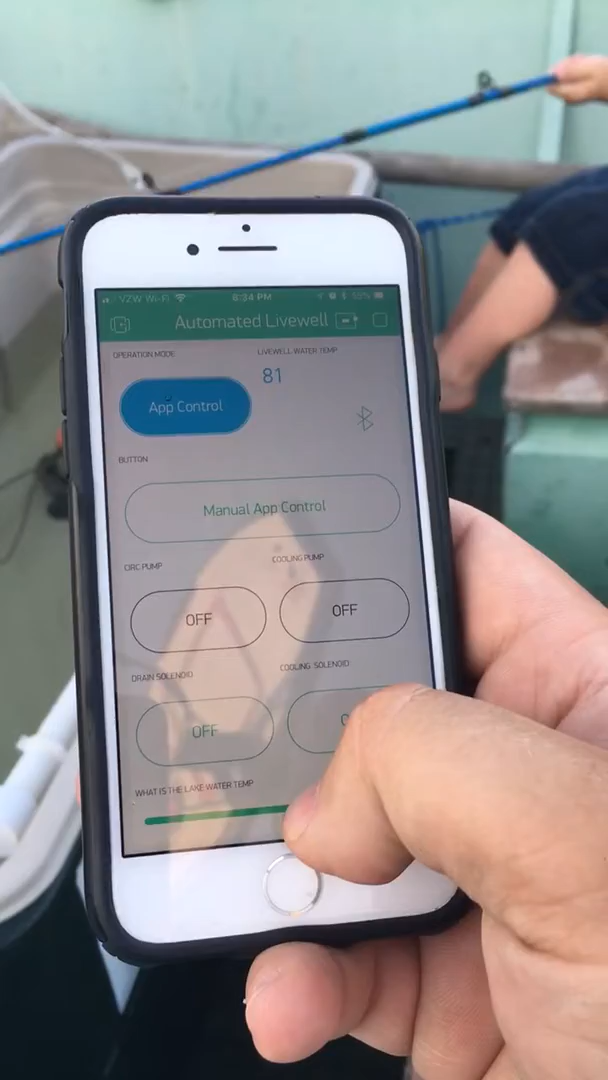 VZW Wi-Fi 6:34 PM 55%
Automated Livewell
OPERATION MODE LIVEWELL WATER TEMP
81
App Control
BUTTON
Manual App Control
CIRC PUMP COOLING PUMP
OFF OFF
DRAIN SOLENOID COOLING SOLENOID
OFF
WHAT IS THE LAKE WATER TEMP